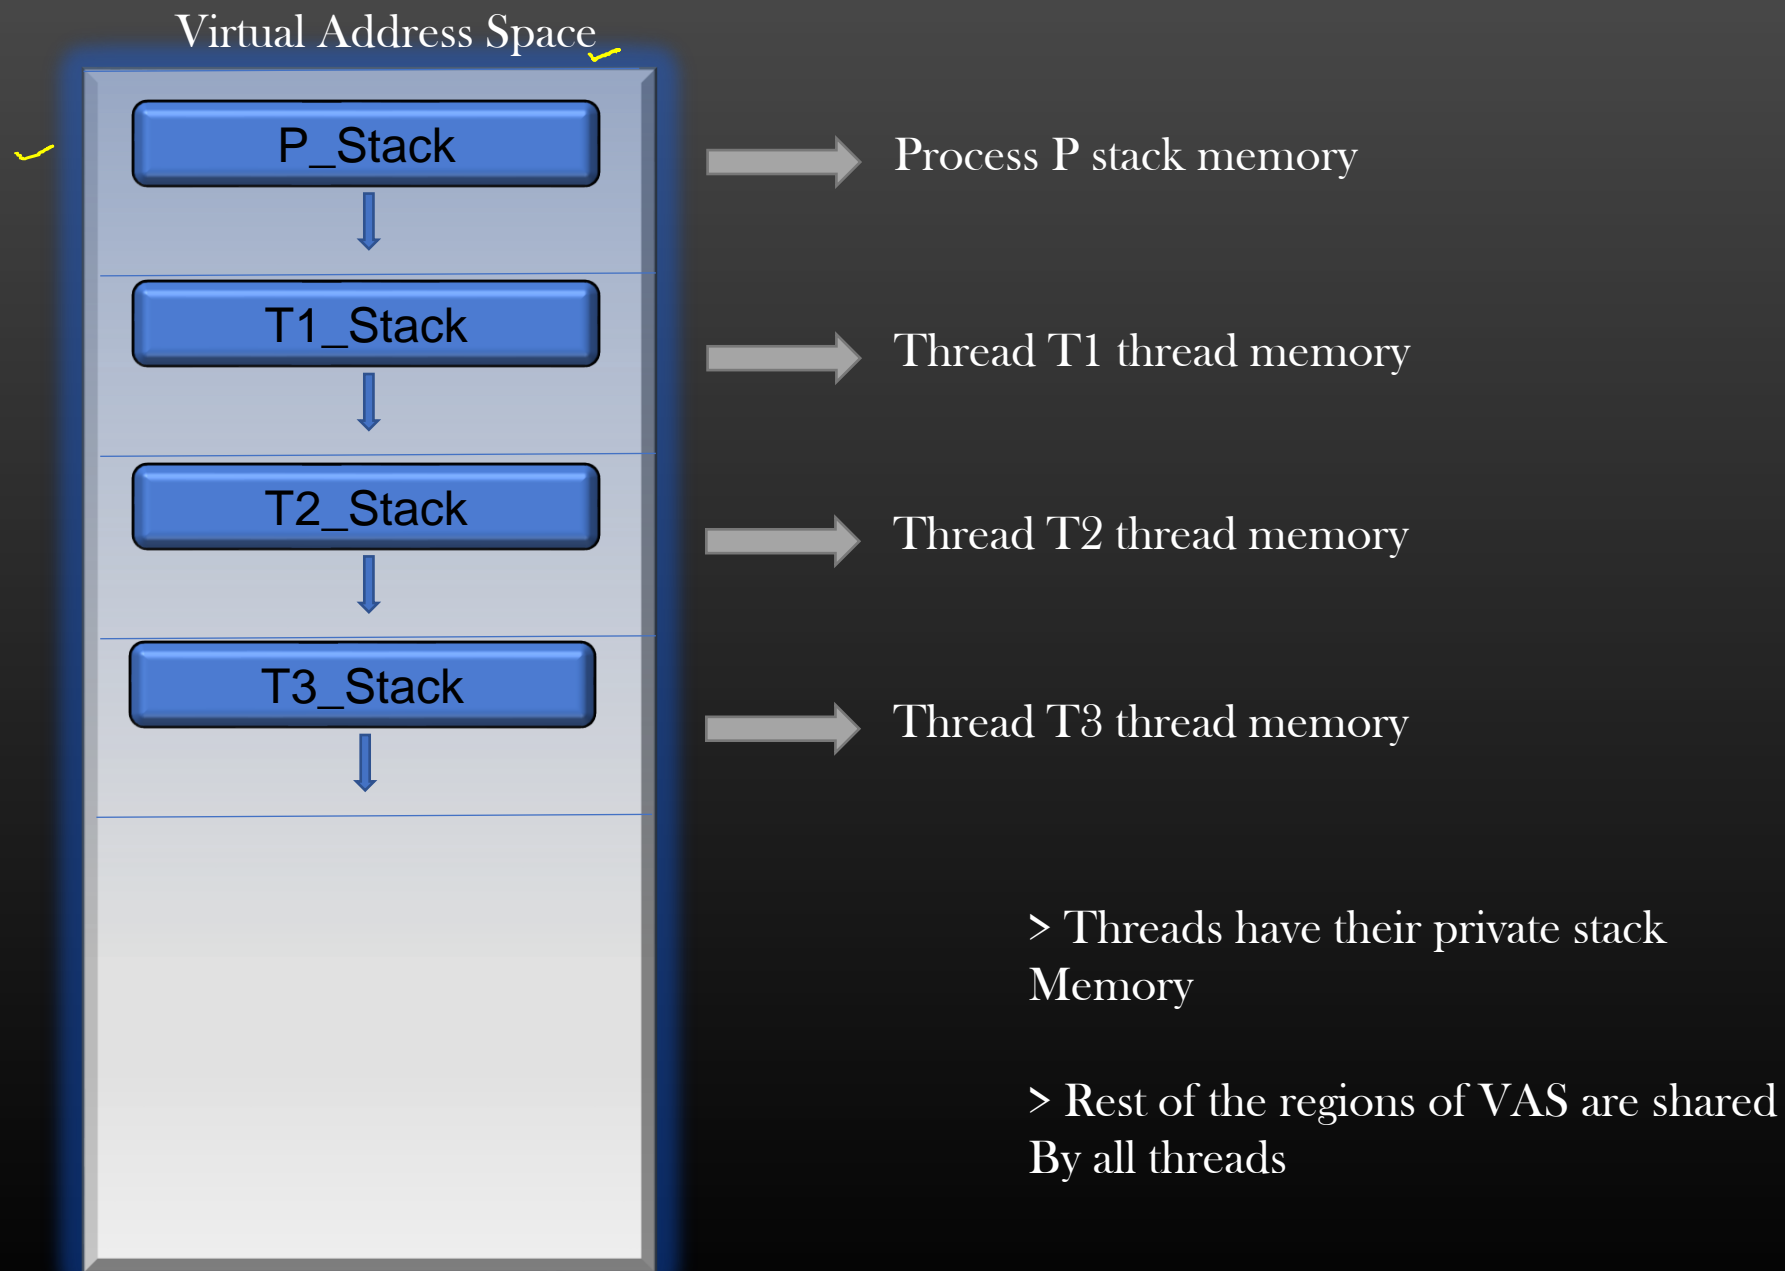 Virtual Address Space
P_Stack
Process P stack memory
T1_Stack
Thread T1 thread memory
T2_Stack
Thread T2 thread memory
T3_Stack
Thread T3 thread memory
> Threads have their private stack
Memory
> Rest of the regions of VAS are shared
By all threads